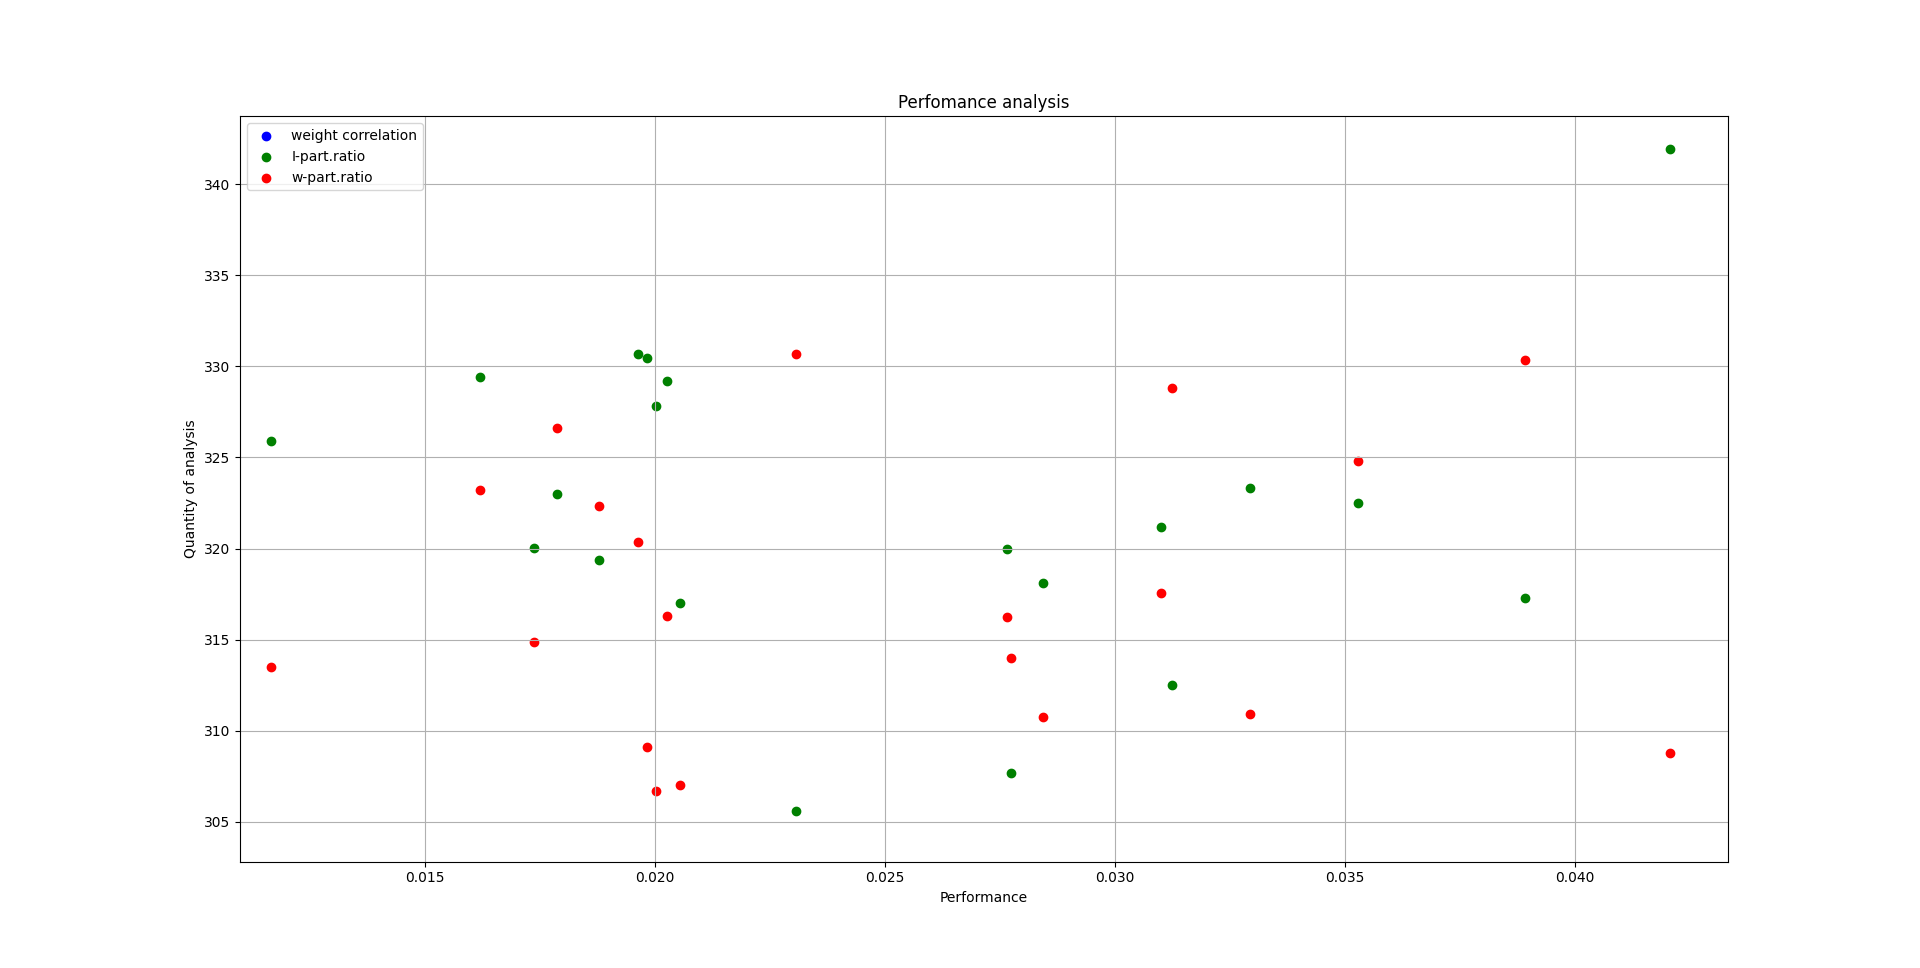 Perfomance analysis
weight correlation
I-part.ratio
w-part.ratio
340
335
330
325
320
315
310
305
Quantity of analysis
0.015 0.020 0.025 0.030 0.035 0.040
Performance